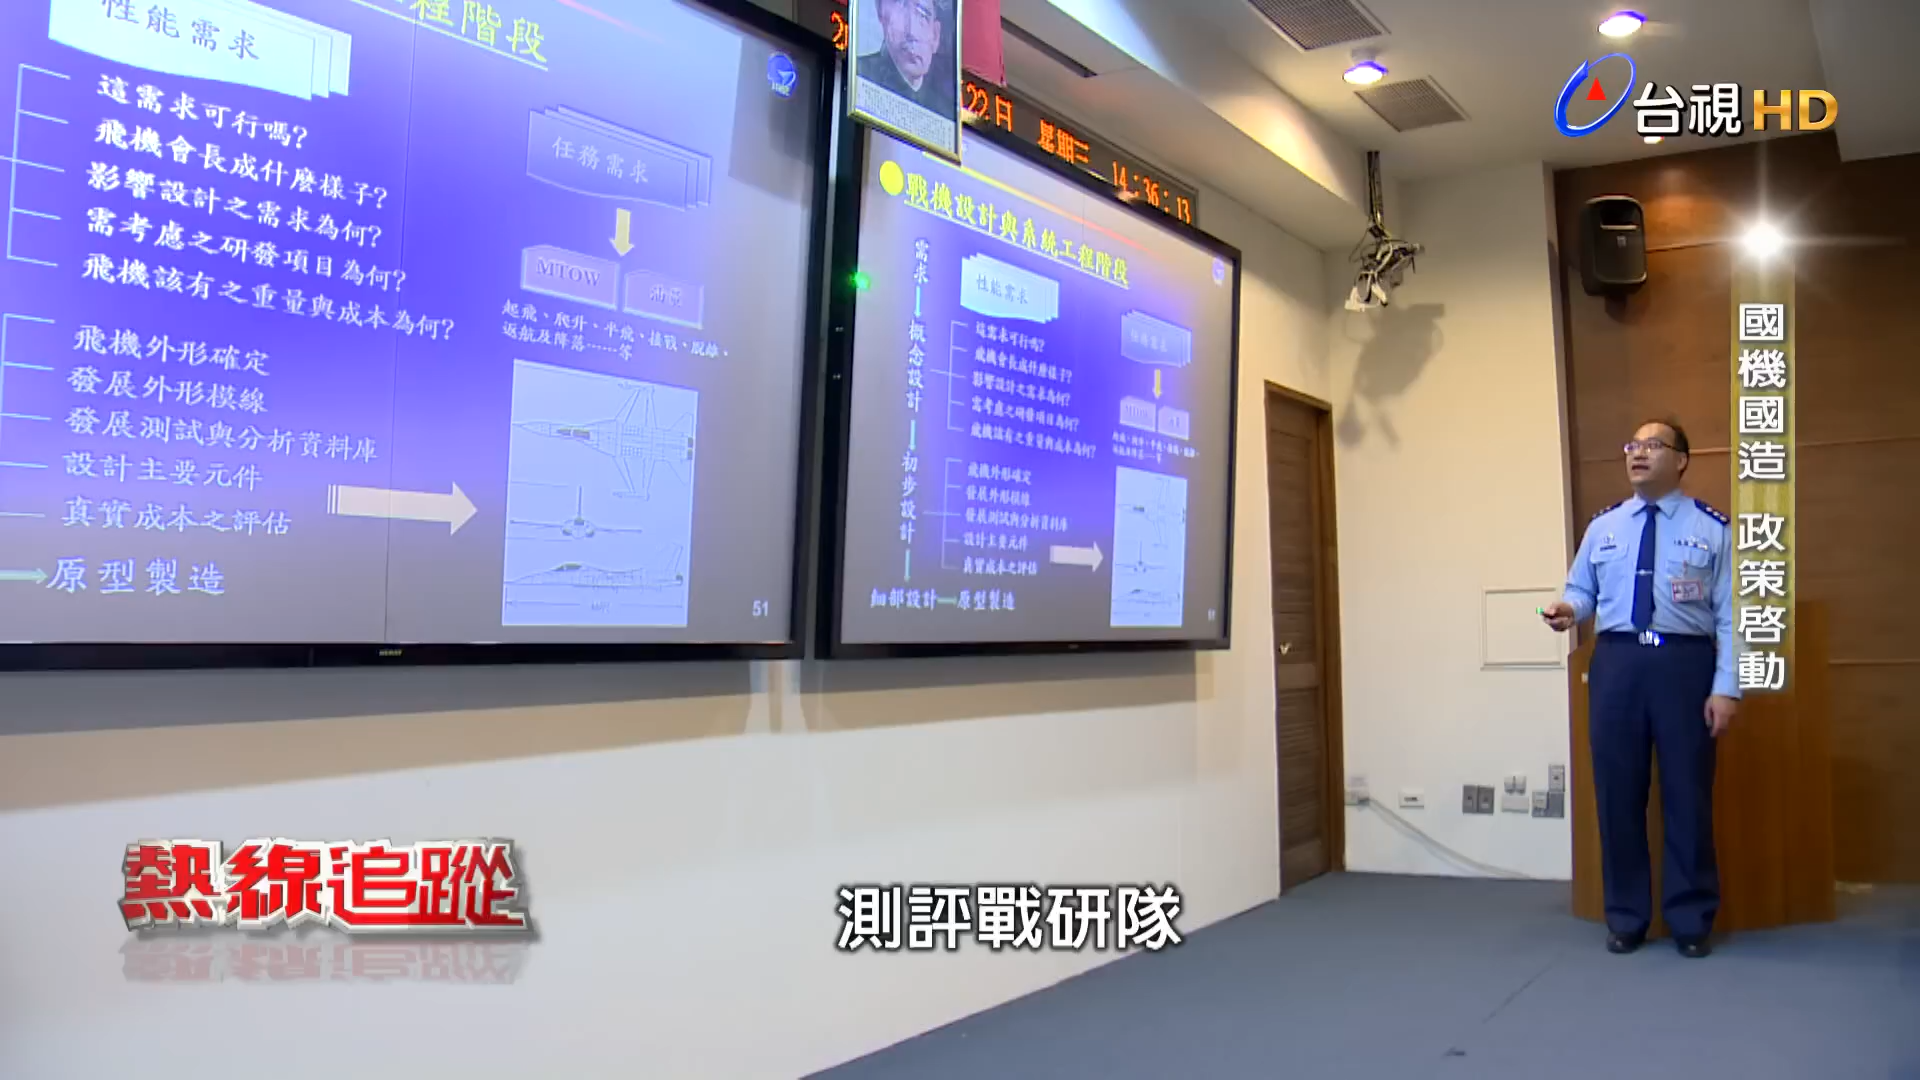 性能需求
程階段
這需求可行嗎?
飛機會長成什麼樣子?
影響設計之需求為何?
需考慮之研發項目為何?
飛機該有之重量與成本為何?
飛機外形確定
發展外形模線
發展測試與分析資料庫
設計主要元件
真實成本之評估
原型製造
任務需求
MTOW
油量
起飛、爬升、平飛、接戰、脫離、
返航及降落……等
51
22日 星期三 14:36:13
戰機設計與系統工程階段
需求
概念設計
初步設計
細部設計
原型製造
性能需求
這需求可行嗎?
飛機會長成什麼樣子?
影響設計之需求為何?
需考慮之研發項目為何?
飛機該有之重量與成本為何?
飛機外形確定
發展外形模線
發展測試與分析資料庫
設計主要元件
真實成本之評估
任務需求
台視HD
國機國造 政策啓動
熱線追蹤
測評戰研隊